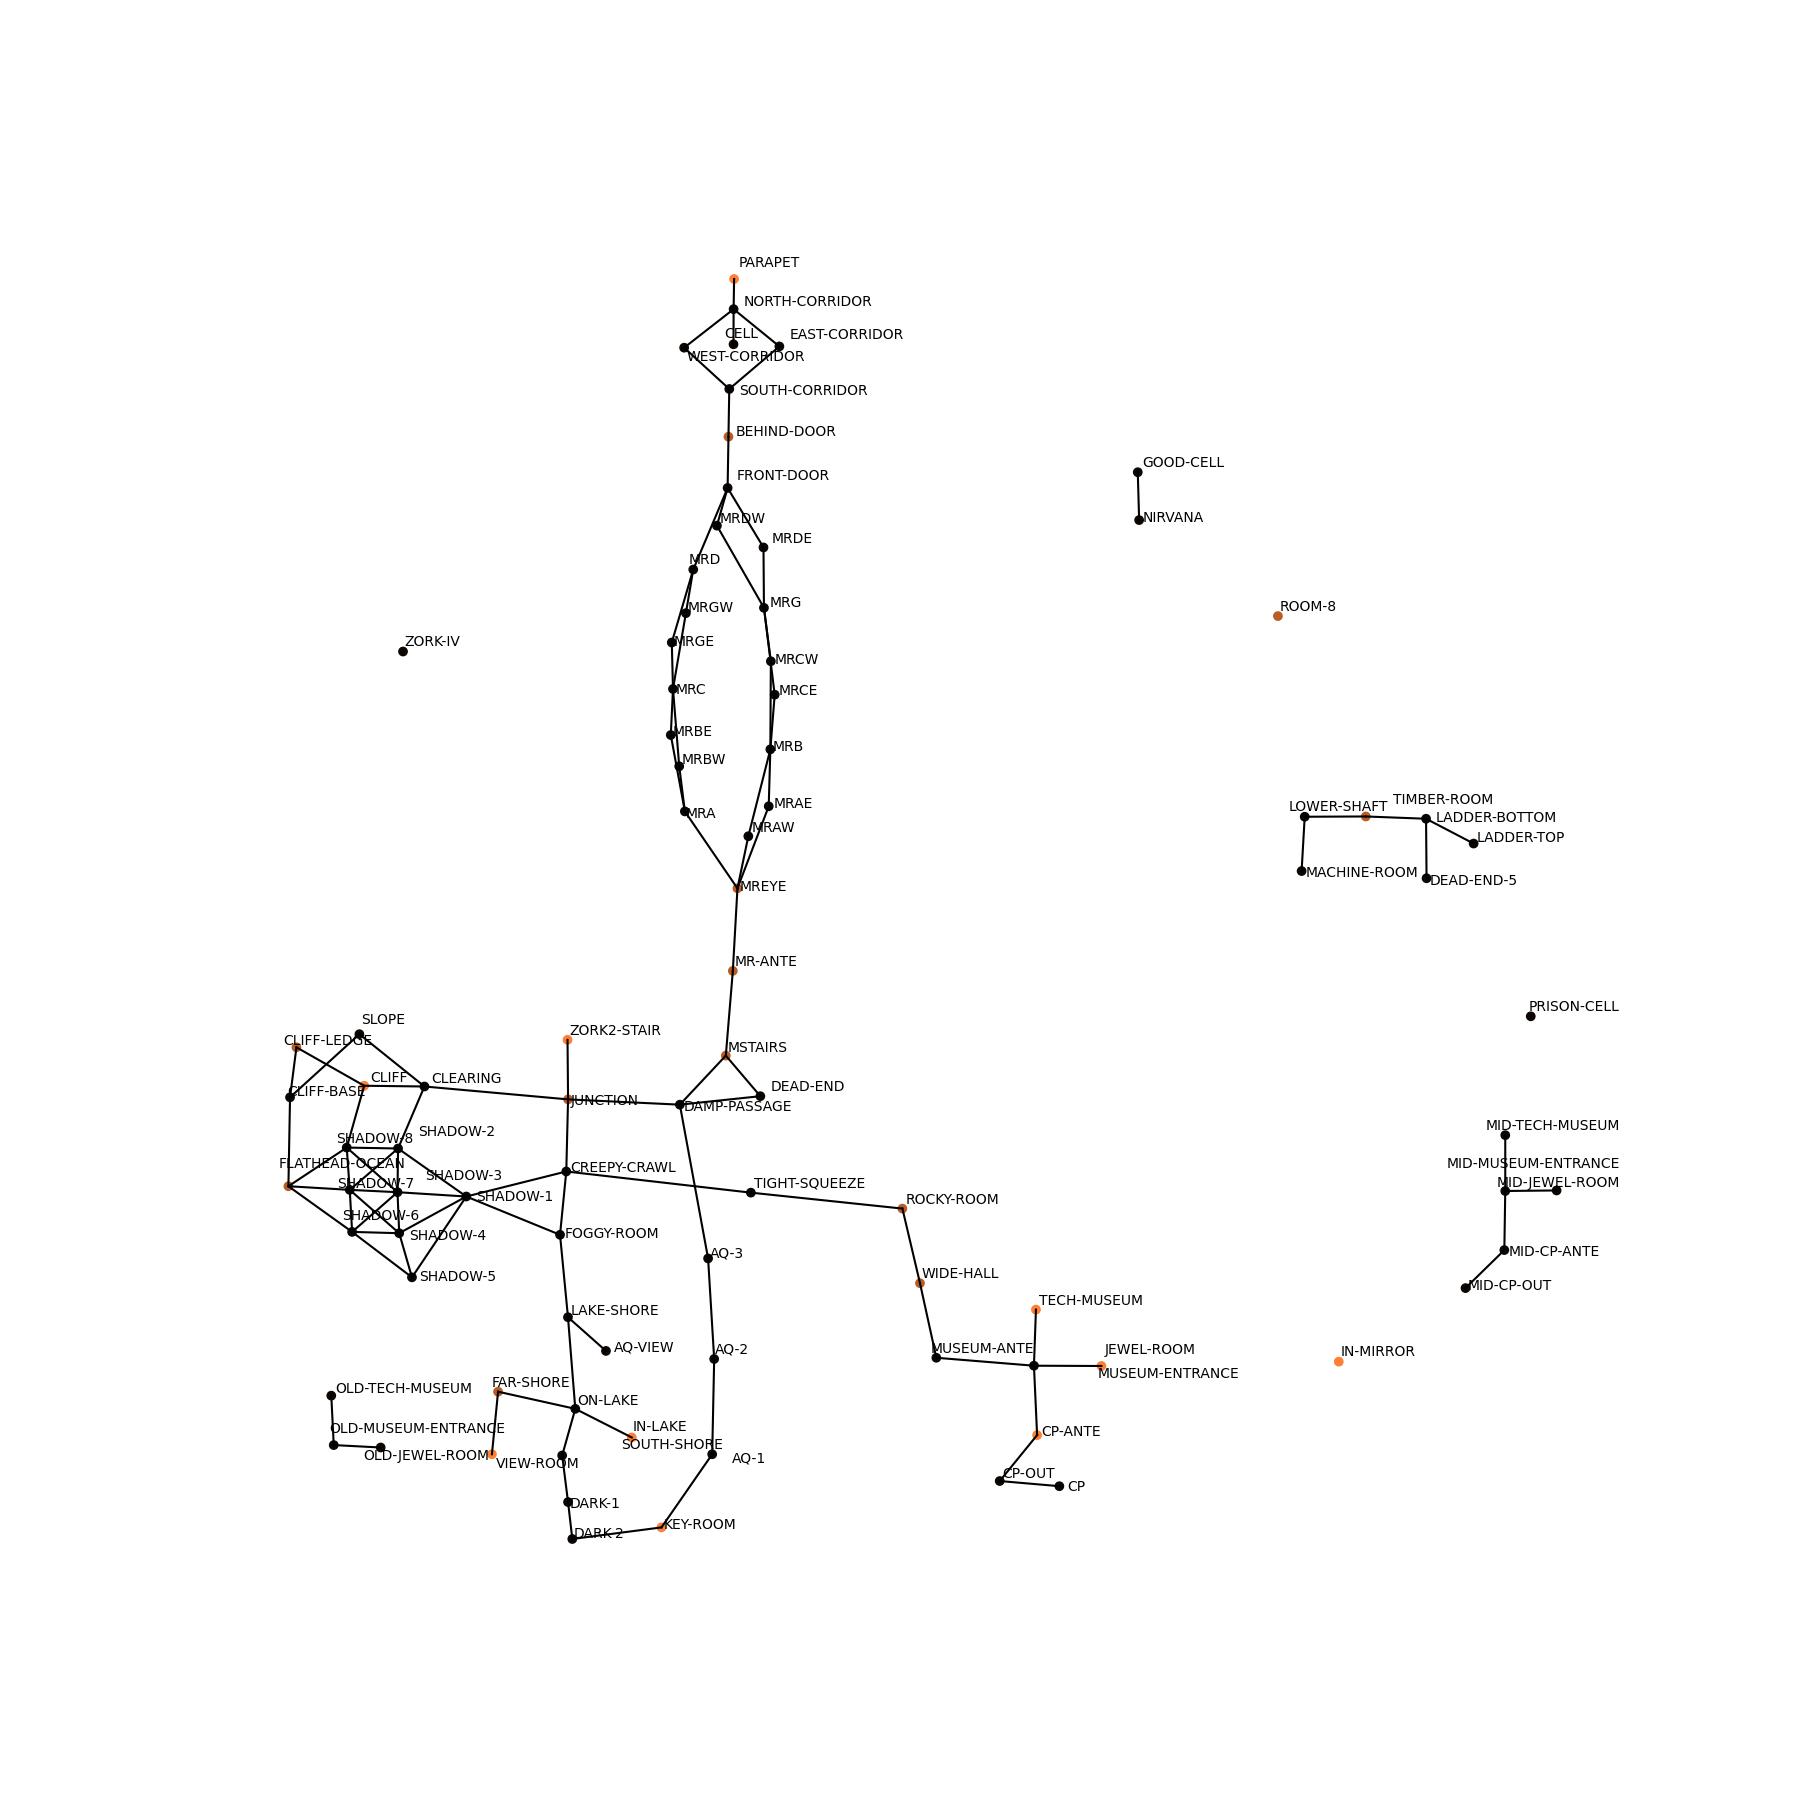 PARAPET
NORTH-CORRIDOR
CELL
EAST-CORRIDOR
WEST-CORRIDOR
SOUTH-CORRIDOR
BEHIND-DOOR
GOOD-CELL
FRONT-DOOR
NIRVANA
MRDW
MRDE
MRD
MRG
MRGW
ROOM-8
ZORK-IV
MRGE
MRCW
MRC
MRCE
MRBE
MRB
MRBW
TIMBER-ROOM
MRAE
LOWER-SHAFT
MRA
LADDER-BOTTOM
MRAW
LADDER-TOP
MACHINE-ROOM
DEAD-END-5
MREYE
MR-ANTE
PRISON-CELL
SLOPE
ZORK2-STAIR
CLIFF-LEDGE
MSTAIRS
CLIFF
CLEARING
DEAD-END
CLIFF-BASE
JUNCTION
DAMP-PASSAGE
MID-TECH-MUSEUM
SHADOW-2
SHADOW-8
FLATHEAD-OCEAN
MID-MUSEUM-ENTRANCE
CREEPY-CRAWL
SHADOW-3
SHADOW-7
TIGHT-SQUEEZE
MID-JEWEL-ROOM
SHADOW-1
ROCKY-ROOM
SHADOW-6
SHADOW-4
FOGGY-ROOM
AQ-3
MID-CP-ANTE
SHADOW-5
WIDE-HALL
MID-CP-OUT
TECH-MUSEUM
LAKE-SHORE
AQ-VIEW
AQ-2
MUSEUM-ANTE
JEWEL-ROOM
IN-MIRROR
MUSEUM-ENTRANCE
FAR-SHORE
OLD-TECH-MUSEUM
ON-LAKE
IN-LAKE
OLD-MUSEUM-ENTRANCE
CP-ANTE
SOUTH-SHORE
OLD-JEWEL-ROOM
VIEW-ROOM
AQ-1
CP-OUT
CP
DARK-1
KEY-ROOM
DARK-2